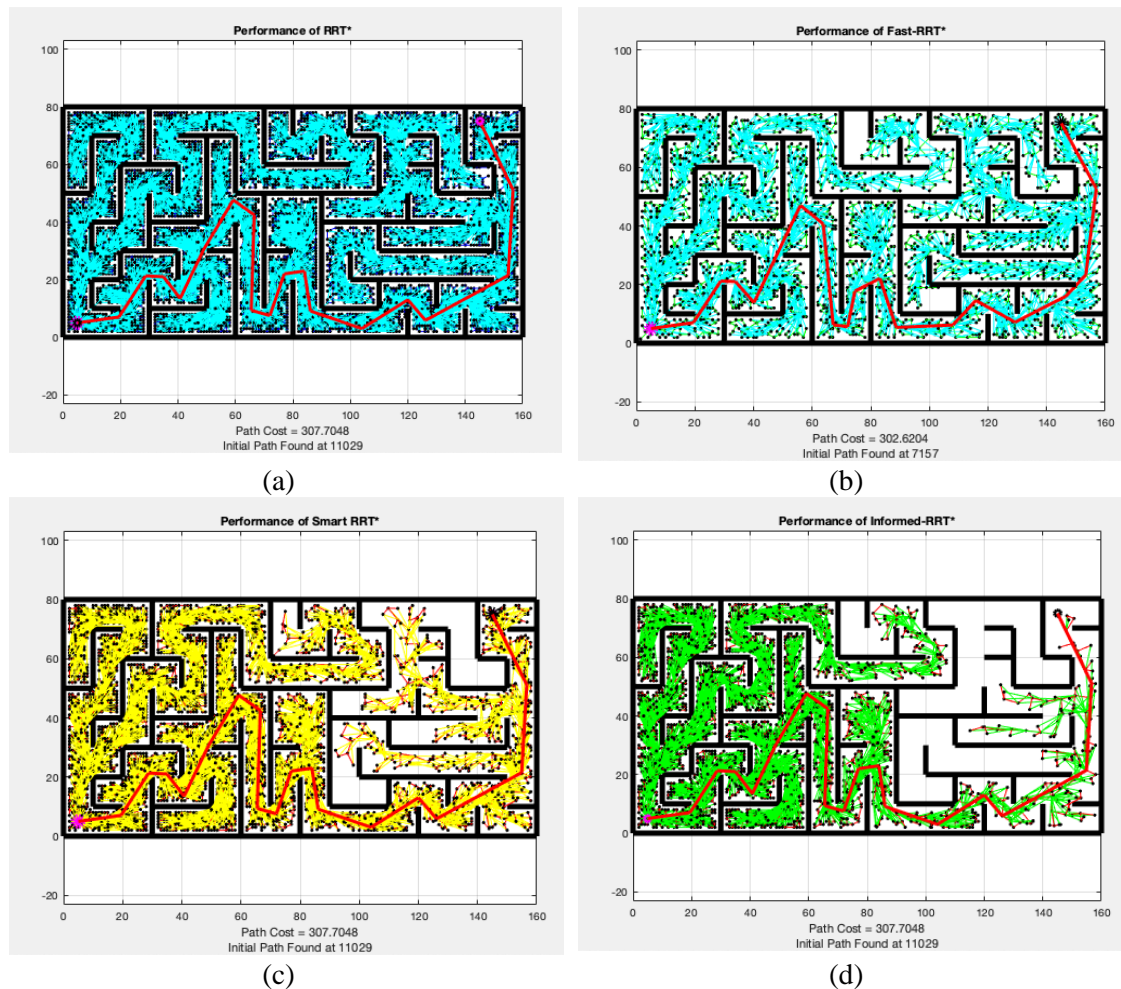 Performance of RRT*
100
80
60
40
20
0
-20
0 20 40 60 80 100 120 140 160
Path Cost = 307.7048
Initial Path Found at 11029
(a)
Performance of Fast-RRT*
100
80
60
40
20
0
-20
0 20 40 60 80 100 120 140 160
Path Cost = 302.6204
Initial Path Found at 7157
(b)
Performance of Smart RRT*
100
80
60
40
20
0
-20
0 20 40 60 80 100 120 140 160
Path Cost = 307.7048
Initial Path Found at 11029
(c)
Performance of Informed-RRT*
100
80
60
40
20
0
-20
0 20 40 60 80 100 120 140 160
Path Cost = 307.7048
Initial Path Found at 11029
(d)